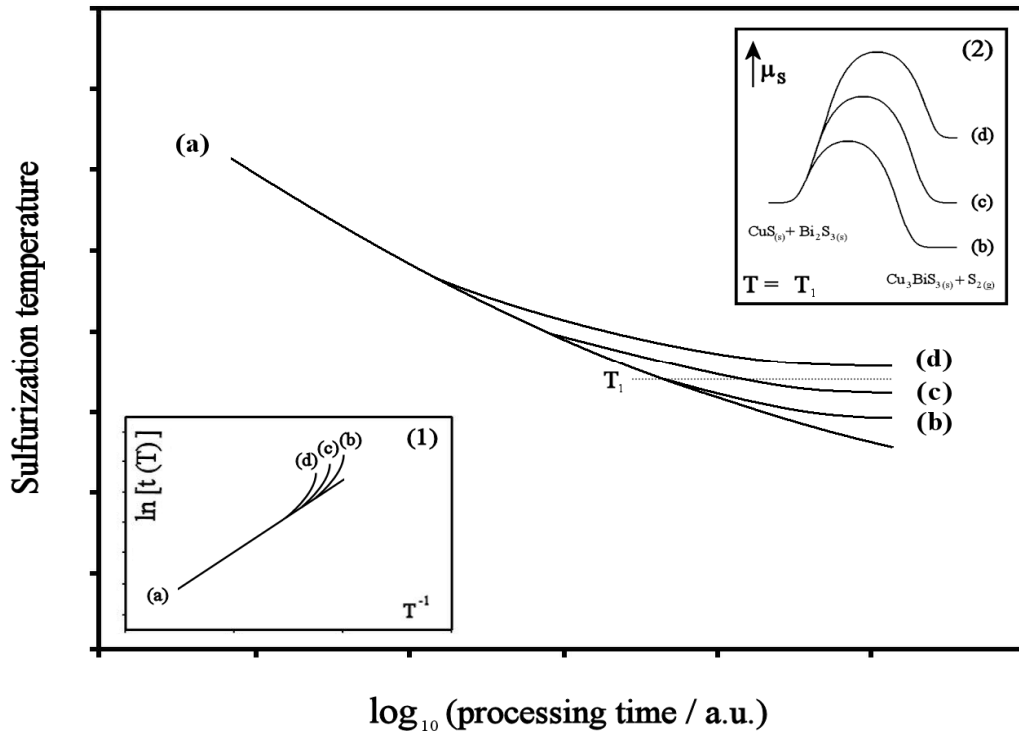 Sulfurization temperature
(a)
(d)
(c)
(b)
T₁
(2)
μₛ
(d)
(c)
(b)
CuS(s) + Bi₂S₃(s)
Cu₃BiS₃(s) + S₂(g)
T = T₁
(1)
ln [t (T)]
(d) (c) (b)
(a)
T⁻¹
log₁₀ (processing time / a.u.)